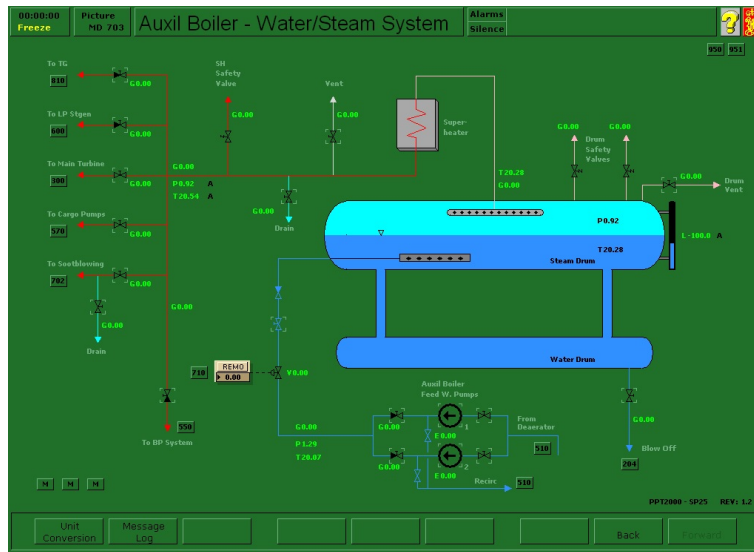 00:00:00
Freeze
Picture
MD 703
Auxil Boiler - Water/Steam System
Alarms
Silence
?
950 951
To TG
810
G0.00
SH
Safety
Valve
G0.00
Vent
G0.00
Super-
heater
To LP Stgen
600
G0.00
G0.00 G0.00
Drum
Safety
Valves
To Main Turbine
300
G0.00
G0.00
P0.92 A
T20.54 A
T20.28
G0.00
G0.00
Drum
Vent
G0.00
Drain
To Cargo Pumps
570
G0.00
P0.92
L-100.0 A
T20.28
Steam Drum
To Sootblowing
702
G0.00
G0.00
Drain
G0.00
Water Drum
710
REMO
0.00
V0.00
Auxil Boiler
Feed W. Pumps
550
To BP System
G0.00
P1.29
T20.07
G0.00
1
E0.00
From
Deaerator
510
G0.00
2
E0.00
Recirc
510
G0.00
Blow Off
204
M M M
PPT2000 - SP25 REV: 1.2
Unit
Conversion
Message
Log
Back
Forward